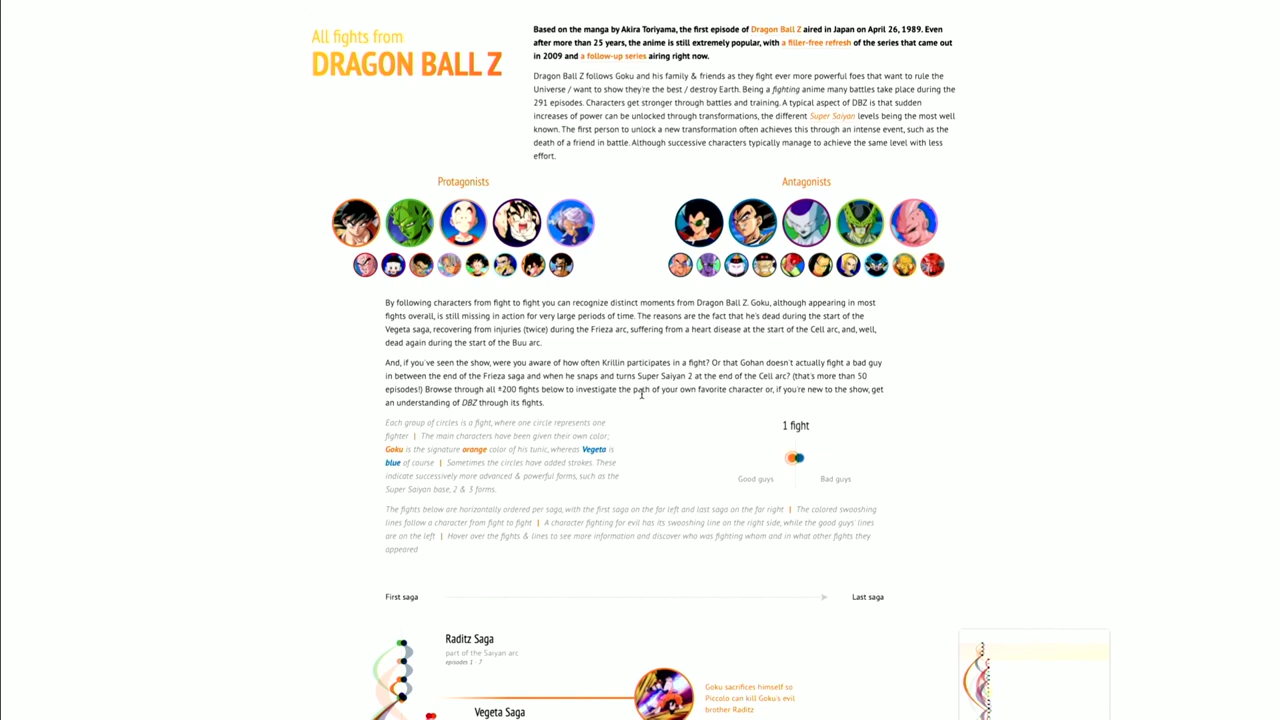 All fights from
DRAGON BALL Z
Based on the manga by Akira Toriyama, the first episode of Dragon Ball Z aired in Japan on April 26, 1989. Even
after more than 25 years, the anime is still extremely popular, with a filler-free refresh of the series that came out
in 2009 and a follow-up series airing right now.
Dragon Ball Z follows Goku and his family & friends as they fight ever more powerful foes that want to rule the
Universe / want to show they're the best / destroy Earth. Being a fighting anime many battles take place during the
291 episodes. Characters get stronger through battles and training. A typical aspect of DBZ is that sudden
increases of power can be unlocked through transformations, the different Super Saiyan levels being the most well
known. The first person to unlock a new transformation often achieves this through an intense event, such as the
death of a friend in battle. Although successive characters typically manage to achieve the same level with less
effort.
Protagonists
Antagonists
By following characters from fight to fight you can recognize distinct moments from Dragon Ball Z. Goku, although appearing in most
fights overall, is still missing in action for very large periods of time. The reasons are the fact that he's dead during the start of the
Vegeta saga, recovering from injuries (twice) during the Frieza arc, suffering from a heart disease at the start of the Cell arc, and, well,
dead again during the start of the Buu arc.
And, if you've seen the show, were you aware of how often Krillin participates in a fight? Or that Gohan doesn't actually fight a bad guy
in between the end of the Frieza saga and when he snaps and turns Super Saiyan 2 at the end of the Cell arc? (that's more than 50
episodes!) Browse through all ±200 fights below to investigate the path of your own favorite character or, if you're new to the show, get
an understanding of DBZ through its fights.
Each group of circles is a fight, where one circle represents one
fighter | The main characters have been given their own color;
Goku is the signature orange color of his tunic, whereas Vegeta is
blue of course | Sometimes the circles have added strokes. These
indicate successively more advanced & powerful forms, such as the
Super Saiyan base, 2 & 3 forms.
1 fight
Good guys
Bad guys
The fights below are horizontally ordered per saga, with the first saga on the far left and last saga on the far right | The colored swooshing
lines follow a character from fight to fight | A character fighting for evil has its swooshing line on the right side, while the good guys' lines
are on the left | Hover over the fights & lines to see more information and discover who was fighting whom and in what other fights they
appeared
First saga
Last saga
Raditz Saga
part of the Saiyan arc
episodes 1 - 7
Goku sacrifices himself so
Piccolo can kill Goku's evil
brother Raditz
Vegeta Saga